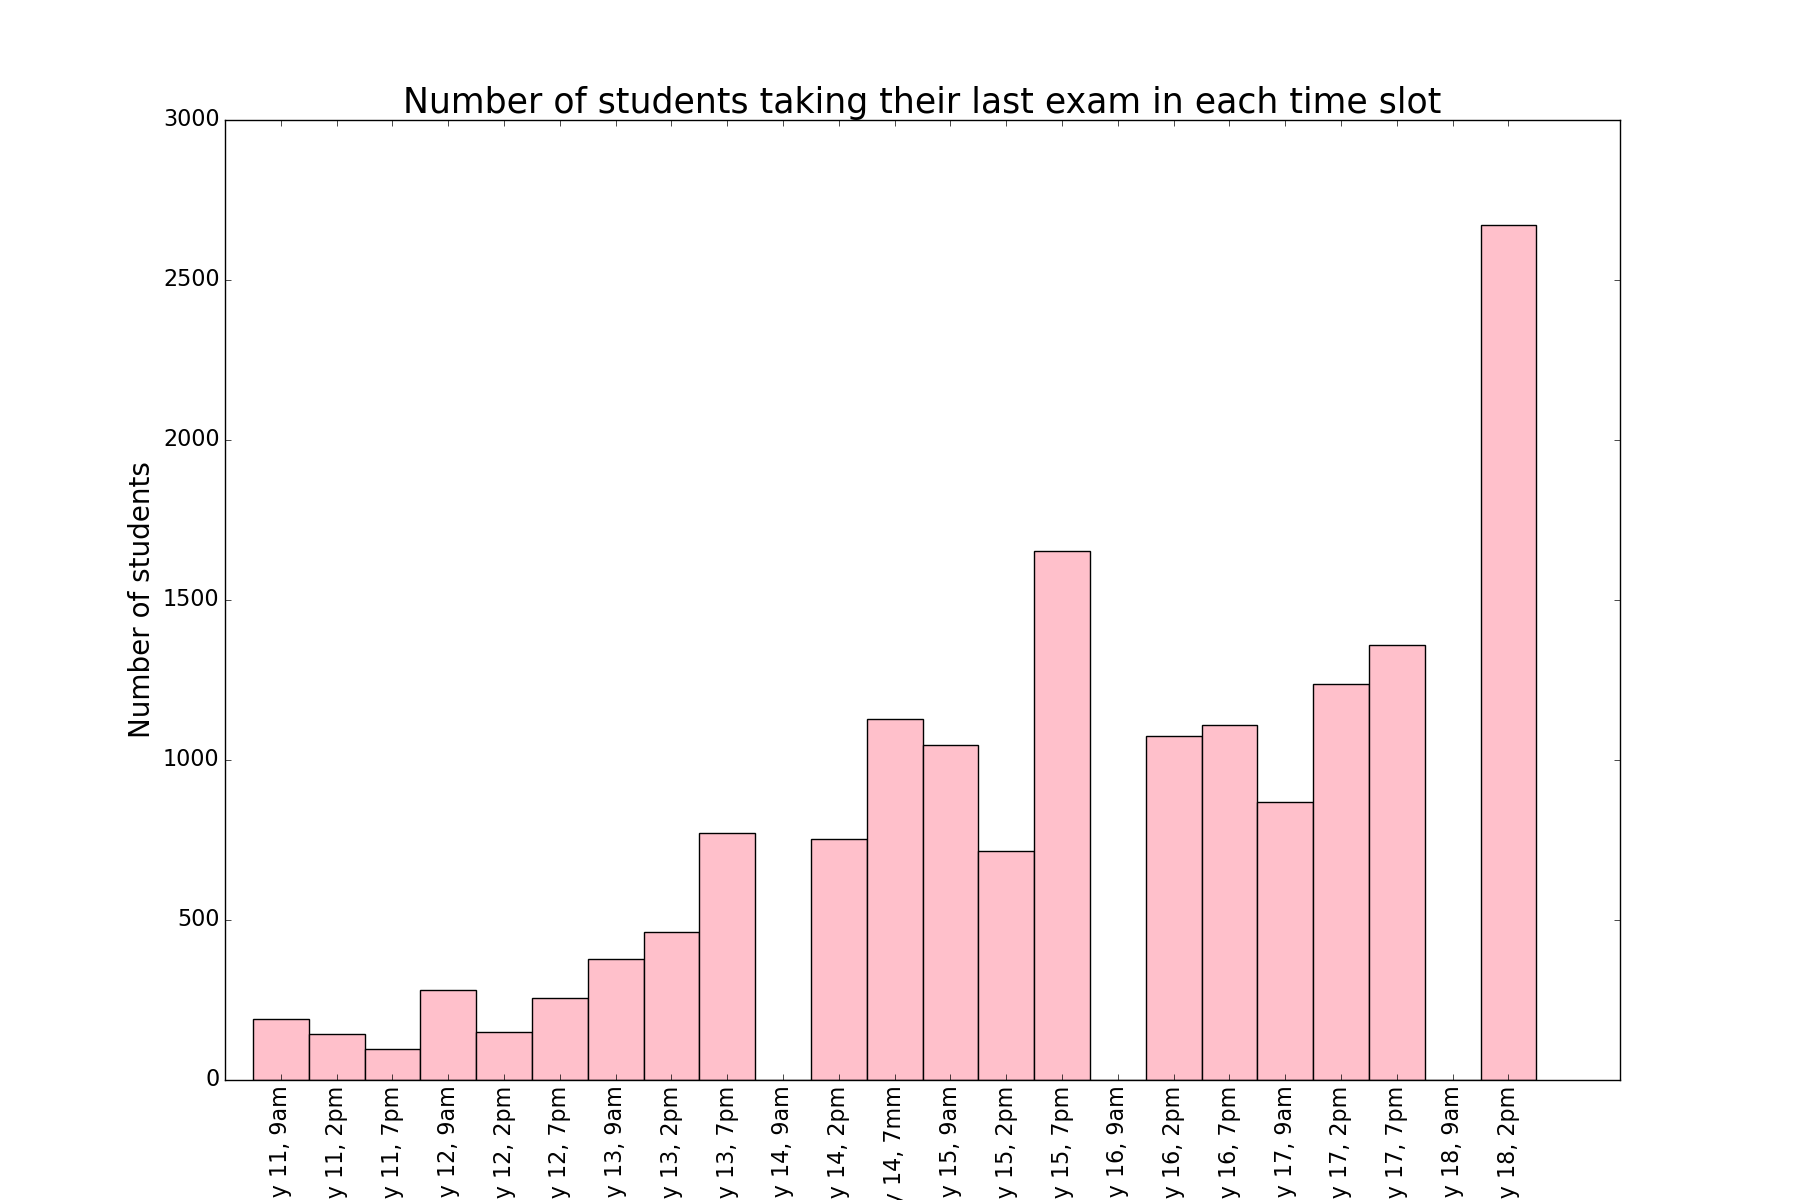 Number of students taking their last exam in each time slot
3000
2500
2000
1500
1000
500
0
Number of students
y 11, 9am
y 11, 2pm
y 11, 7pm
y 12, 9am
y 12, 2pm
y 12, 7pm
y 13, 9am
y 13, 2pm
y 13, 7pm
y 14, 9am
y 14, 2pm
y 14, 7mm
y 15, 9am
y 15, 2pm
y 15, 7pm
y 16, 9am
y 16, 2pm
y 16, 7pm
y 17, 9am
y 17, 2pm
y 17, 7pm
y 18, 9am
y 18, 2pm